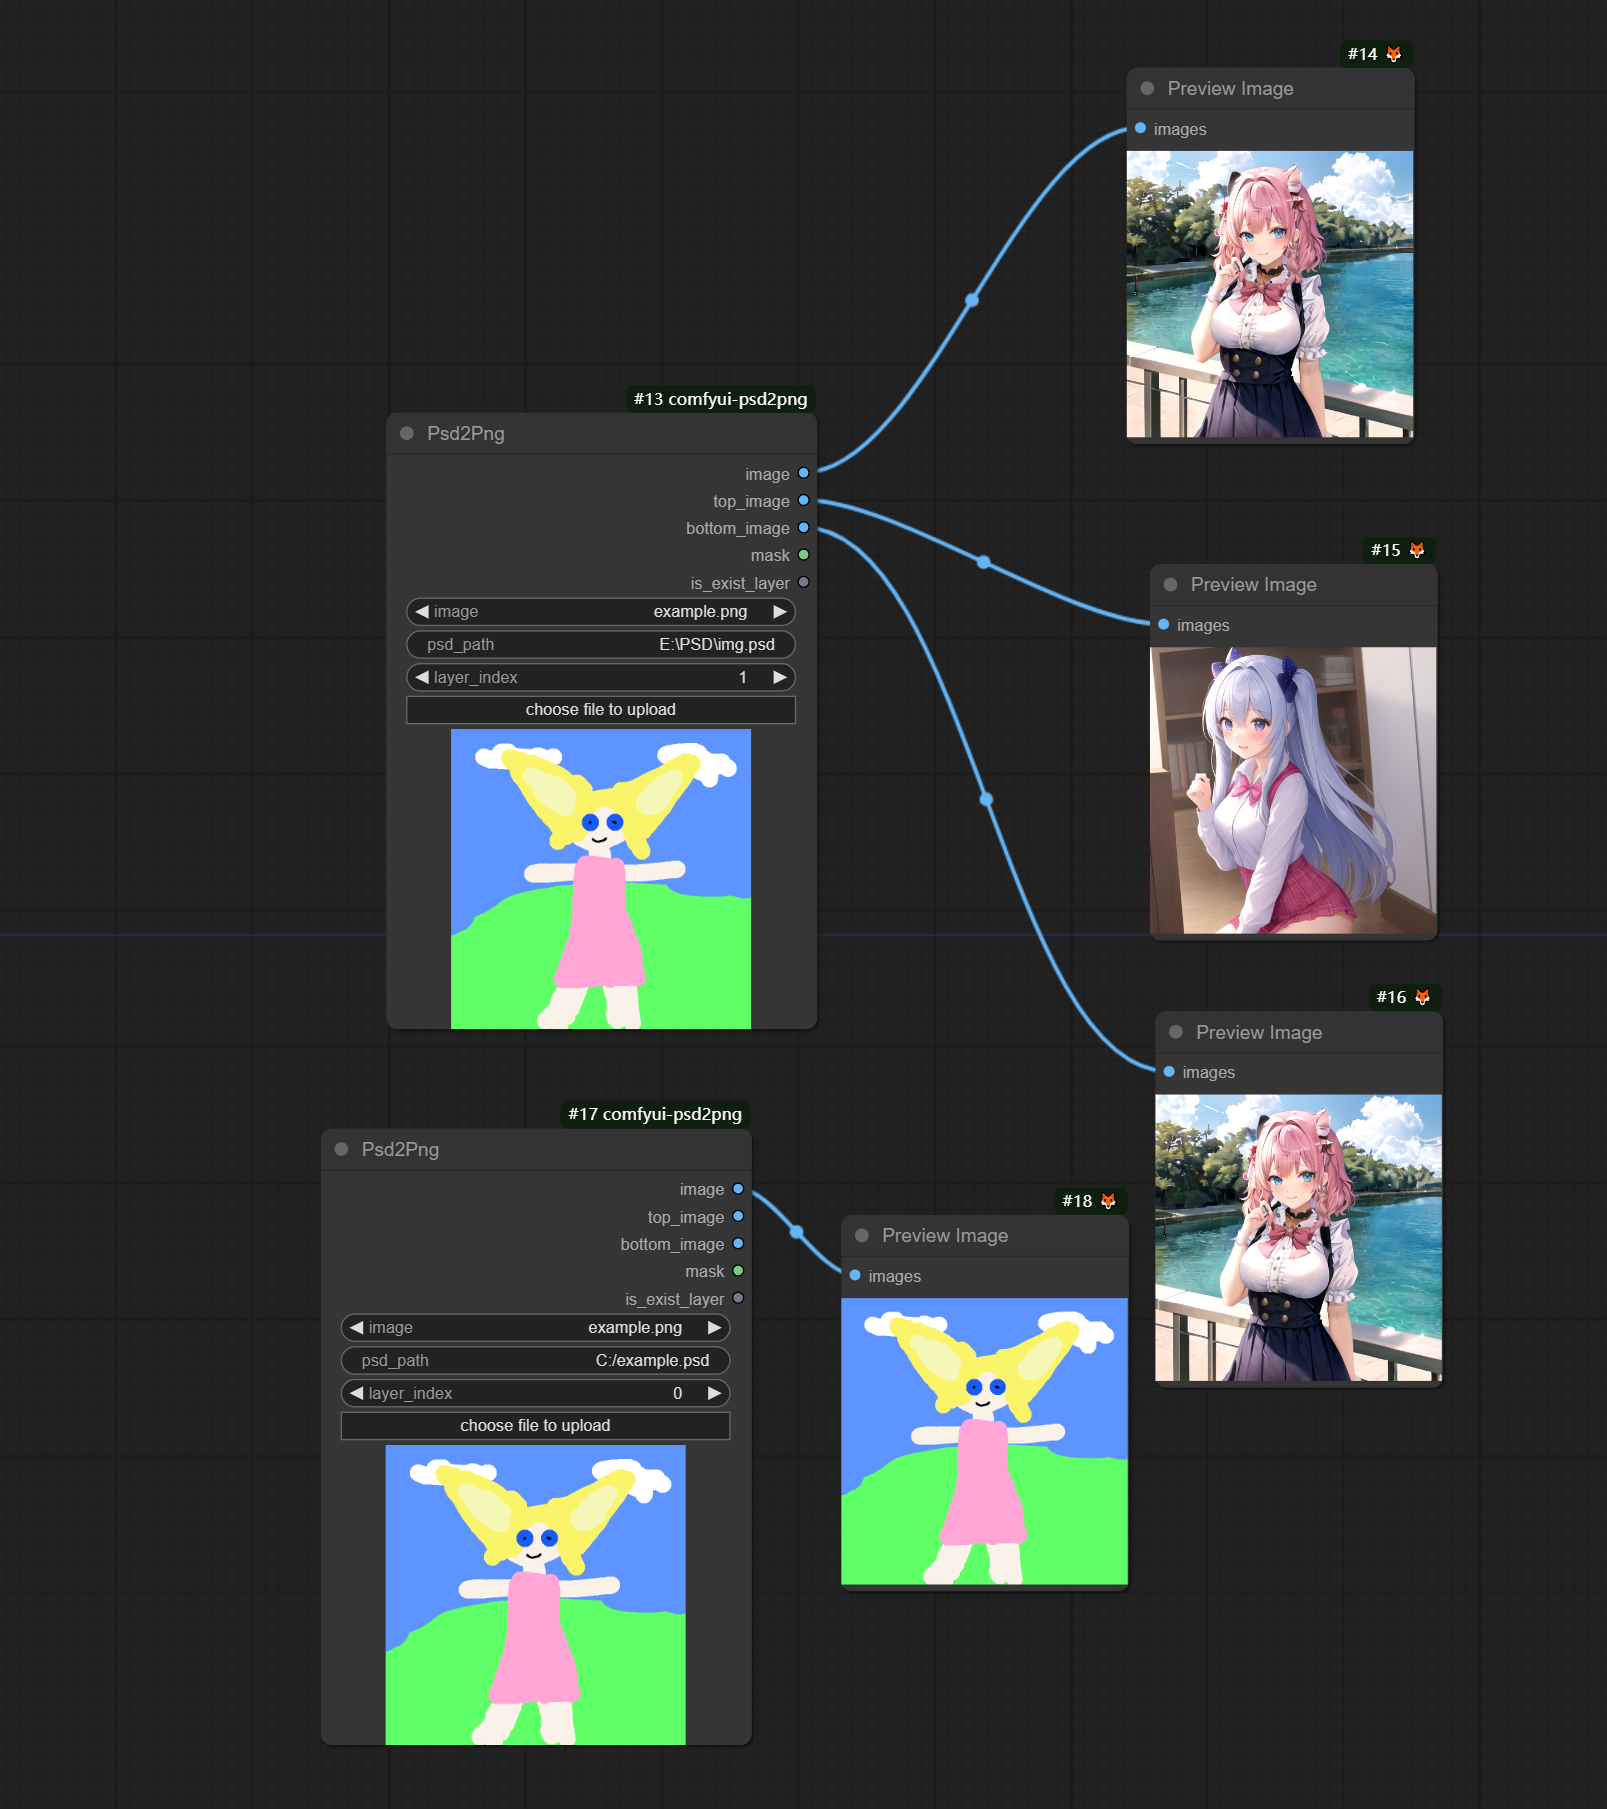 #14
Preview Image
images
#13 comfyui-psd2png
Psd2Png
image
top_image
bottom_image
mask
is_exist_layer
image example.png
psd_path E:\PSD\img.psd
layer_index 1
choose file to upload
#15
Preview Image
images
#16
Preview Image
images
#17 comfyui-psd2png
Psd2Png
image
top_image
bottom_image
mask
is_exist_layer
image example.png
psd_path C:/example.psd
layer_index 0
choose file to upload
#18
Preview Image
images